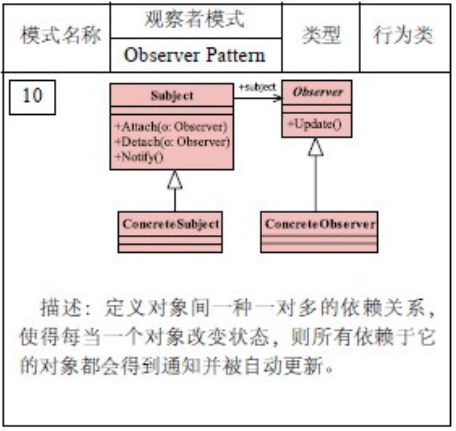 模式名称
观察者模式
Observer Pattern
类型
行为类
10
Subject
+Attach(o: Observer)
+Detach(o: Observer)
+Notify()
+subject
Observer
+Update()
ConcreteSubject
ConcreteObserver
描述：定义对象间一种一对多的依赖关系，
使得每当一个对象改变状态，则所有依赖于它
的对象都会得到通知并被自动更新。